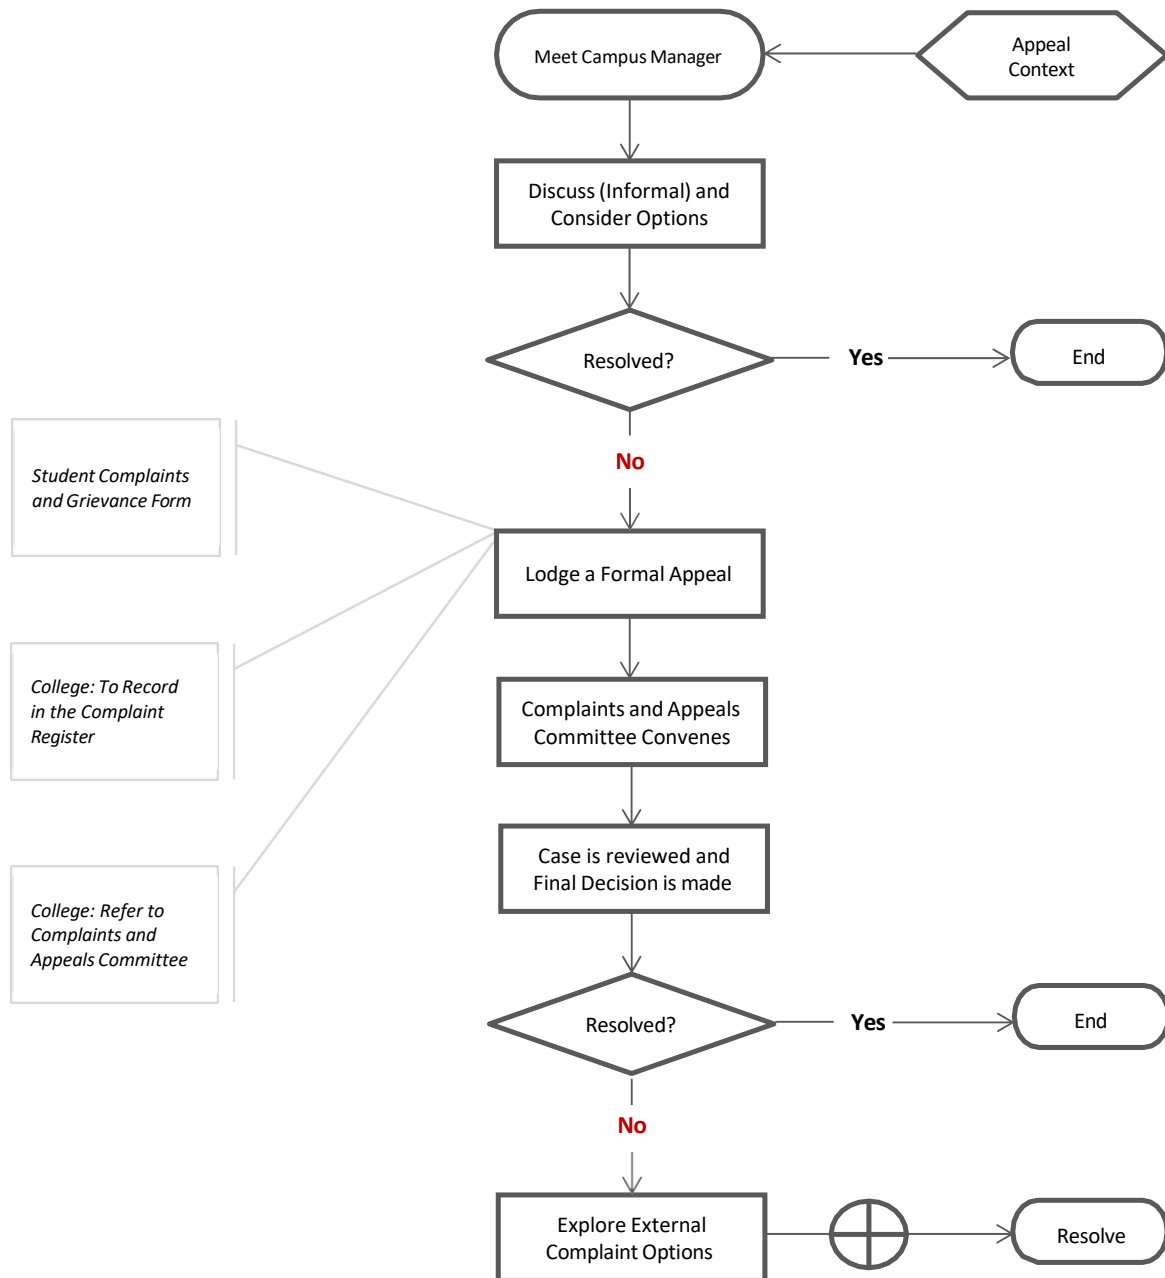 Meet Campus Manager
Appeal
Context
Discuss (Informal) and
Consider Options
Resolved?
Yes
End
No
Student Complaints
and Grievance Form
Lodge a Formal Appeal
College: To Record
in the Complaint
Register
Complaints and Appeals
Committee Convenes
Case is reviewed and
Final Decision is made
College: Refer to
Complaints and
Appeals Committee
Resolved?
Yes
End
No
Explore External
Complaint Options
Resolve